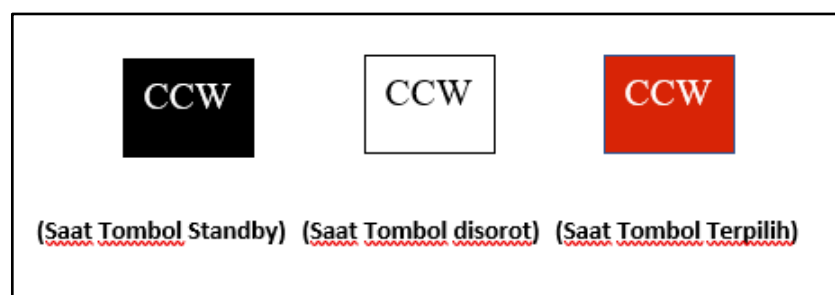 CCW CCW CCW
(Saat Tombol Standby) (Saat Tombol disorot) (Saat Tombol Terpilih)